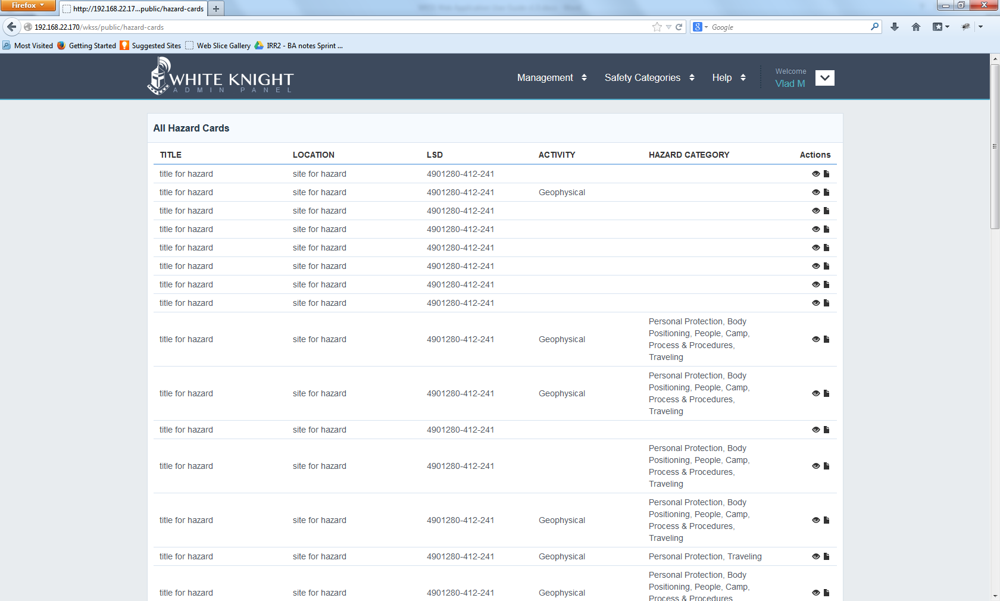 Firefox
http://192.168.22.17...public/hazard-cards
192.168.22.170/wkss/public/hazard-cards
Google
Most Visited Getting Started Suggested Sites Web Slice Gallery IRR2 - BA notes Sprint ...
WHITE KNIGHT
ADMIN PANEL
Management Safety Categories Help
Welcome
Vlad M
All Hazard Cards
TITLE LOCATION LSD ACTIVITY HAZARD CATEGORY Actions
title for hazard site for hazard 4901280-412-241
title for hazard site for hazard 4901280-412-241 Geophysical
title for hazard site for hazard 4901280-412-241
title for hazard site for hazard 4901280-412-241
title for hazard site for hazard 4901280-412-241
title for hazard site for hazard 4901280-412-241
title for hazard site for hazard 4901280-412-241
title for hazard site for hazard 4901280-412-241
Personal Protection, Body
Positioning, People, Camp,
title for hazard site for hazard 4901280-412-241 Geophysical
Process & Procedures,
Traveling
Personal Protection, Body
Positioning, People, Camp,
title for hazard site for hazard 4901280-412-241 Geophysical
Process & Procedures,
Traveling
title for hazard site for hazard 4901280-412-241
Personal Protection, Body
Positioning, People, Camp,
title for hazard site for hazard 4901280-412-241
Process & Procedures,
Traveling
Personal Protection, Body
Positioning, People, Camp,
title for hazard site for hazard 4901280-412-241 Geophysical
Process & Procedures,
Traveling
title for hazard site for hazard 4901280-412-241 Geophysical Personal Protection, Traveling
Personal Protection, Body
Positioning, People, Camp,
title for hazard site for hazard 4901280-412-241 Geophysical
Process & Procedures